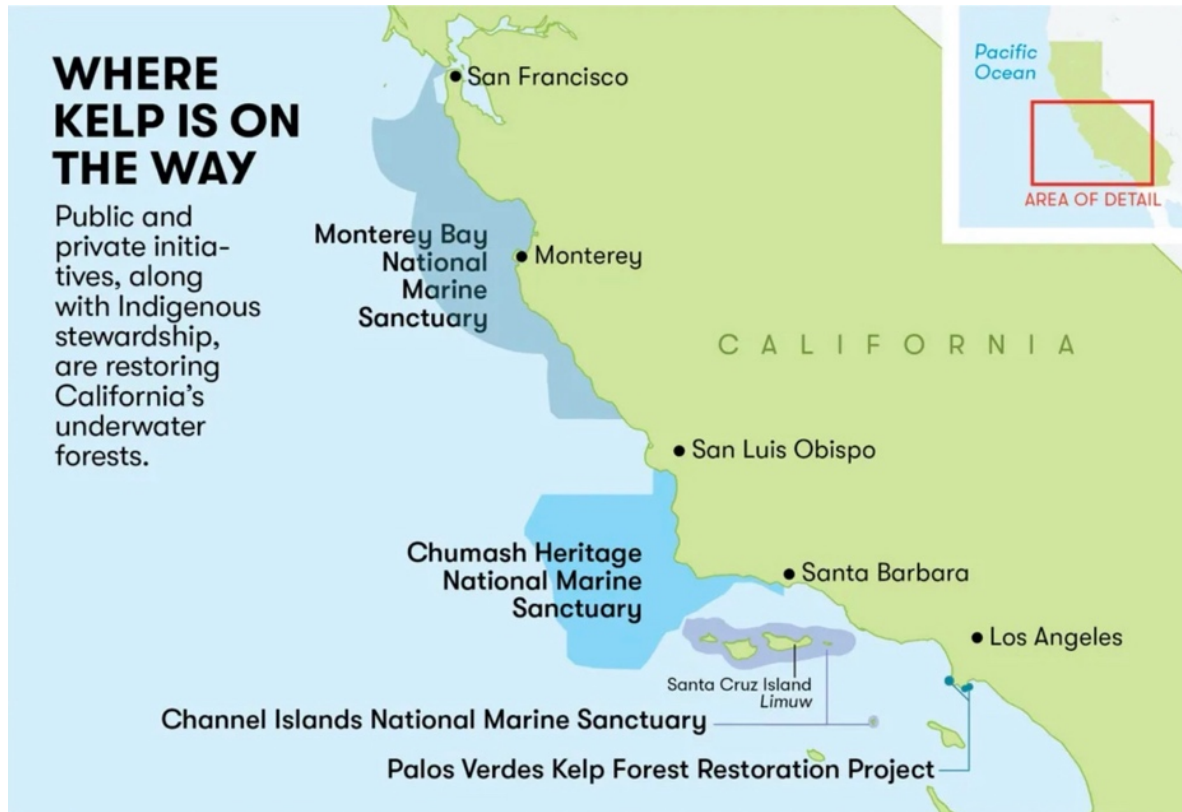 WHERE
KELP IS ON
THE WAY
Public and
private initia-
tives, along
with Indigenous
stewardship,
are restoring
California's
underwater
forests.
Pacific
Ocean
AREA OF DETAIL
San Francisco
Monterey Bay
National
Marine
Sanctuary
Monterey
CALIFORNIA
San Luis Obispo
Chumash Heritage
National Marine
Sanctuary
Santa Barbara
Los Angeles
Santa Cruz Island
Limuw
Channel Islands National Marine Sanctuary
Palos Verdes Kelp Forest Restoration Project